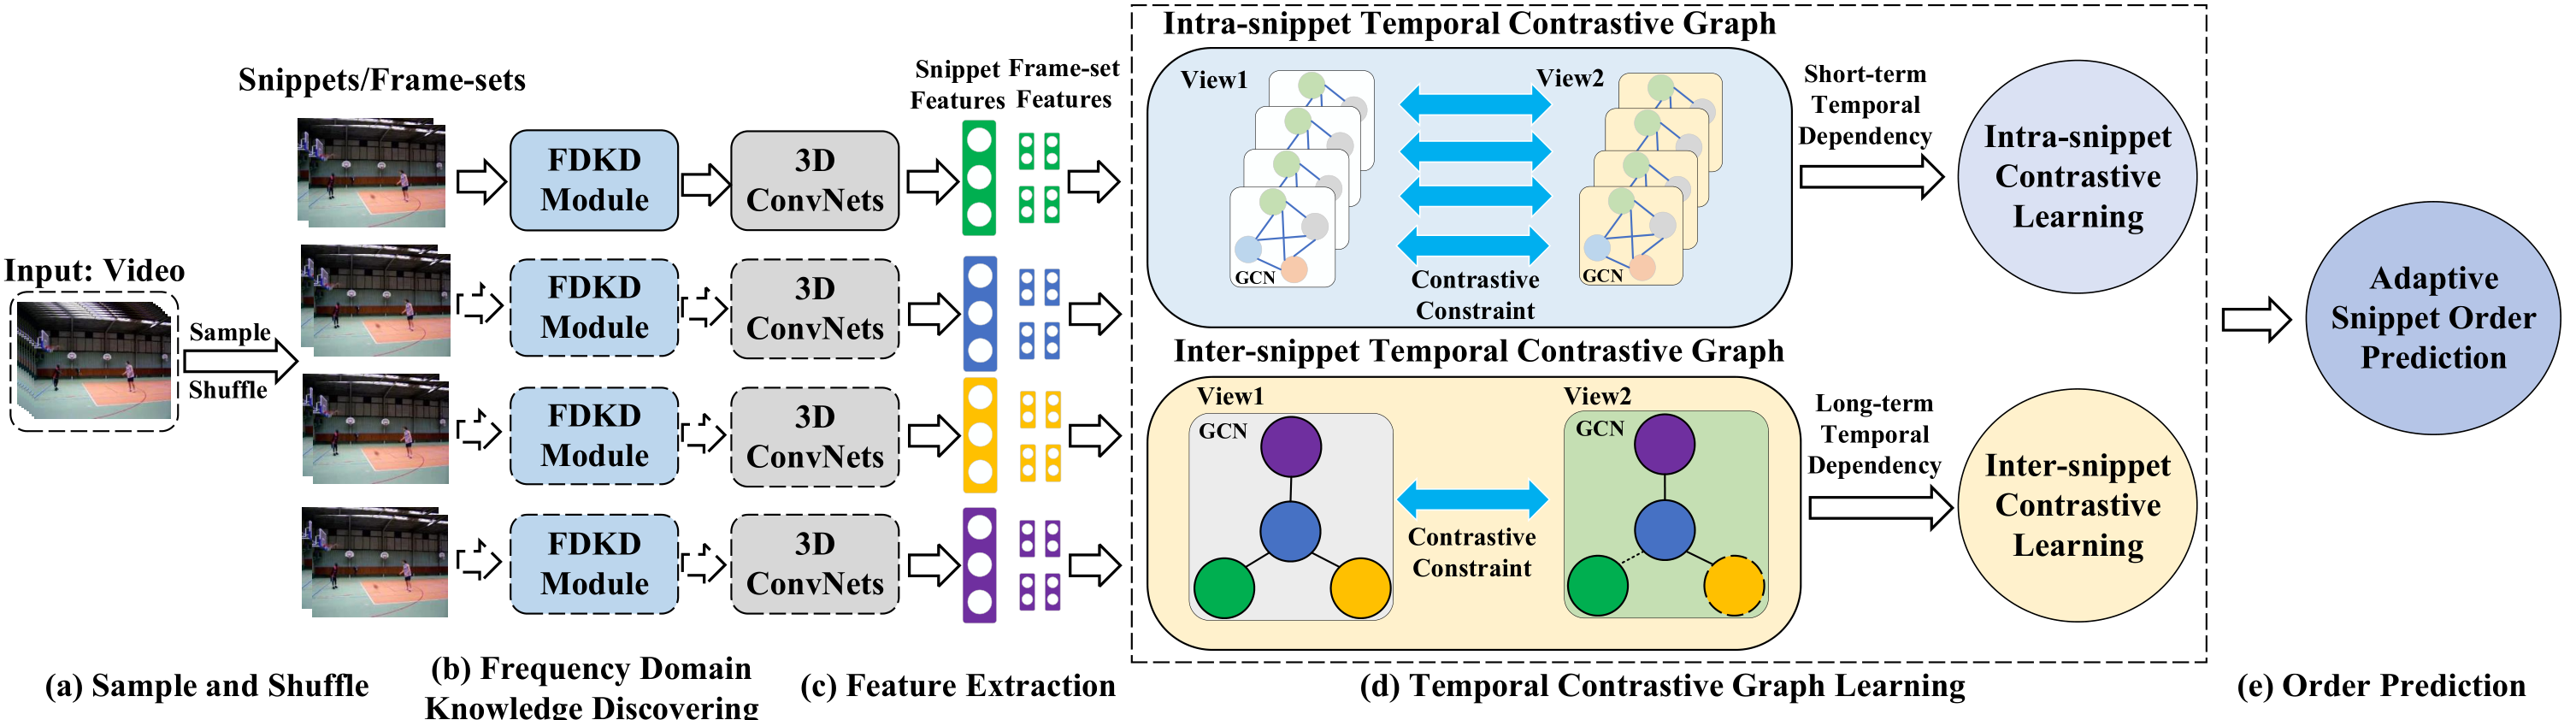 Input: Video
Sample
Shuffle
Snippets/Frame-sets
FDKD
Module
3D
ConvNets
FDKD
Module
3D
ConvNets
FDKD
Module
3D
ConvNets
FDKD
Module
3D
ConvNets
Snippet
Features
Frame-set
Features
Intra-snippet Temporal Contrastive Graph
View1
View2
GCN
GCN
Contrastive
Constraint
Short-term
Temporal
Dependency
Intra-snippet
Contrastive
Learning
Inter-snippet Temporal Contrastive Graph
View1
View2
GCN
GCN
Contrastive
Constraint
Long-term
Temporal
Dependency
Inter-snippet
Contrastive
Learning
Adaptive
Snippet Order
Prediction
(a) Sample and Shuffle
(b) Frequency Domain
Knowledge Discovering
(c) Feature Extraction
(d) Temporal Contrastive Graph Learning
(e) Order Prediction